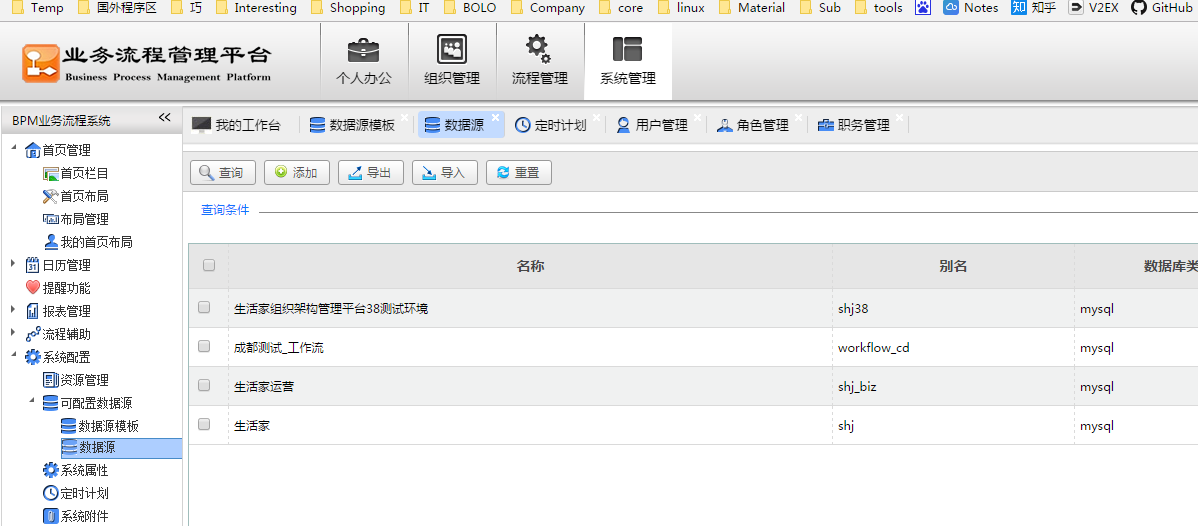 Temp 国外程序区 巧 Interesting Shopping IT BOLO Company core linux Material Sub tools Notes 知乎 V2EX GitHub
业务流程管理平台
Business Process Management Platform
个人办公 组织管理 流程管理 系统管理
BPM业务流程系统
我的工作台 数据源模板 数据源 定时计划 用户管理 角色管理 职务管理
首页管理
首页栏目
首页布局
布局管理
我的首页布局
日历管理
提醒功能
报表管理
流程辅助
系统配置
资源管理
可配置数据源
数据源模板
数据源
系统属性
定时计划
系统附件
查询 添加 导出 导入 重置
查询条件
名称 别名 数据库类
生活家组织架构管理平台38测试环境 shj38 mysql
成都测试_工作流 workflow_cd mysql
生活家运营 shj_biz mysql
生活家 shj mysql